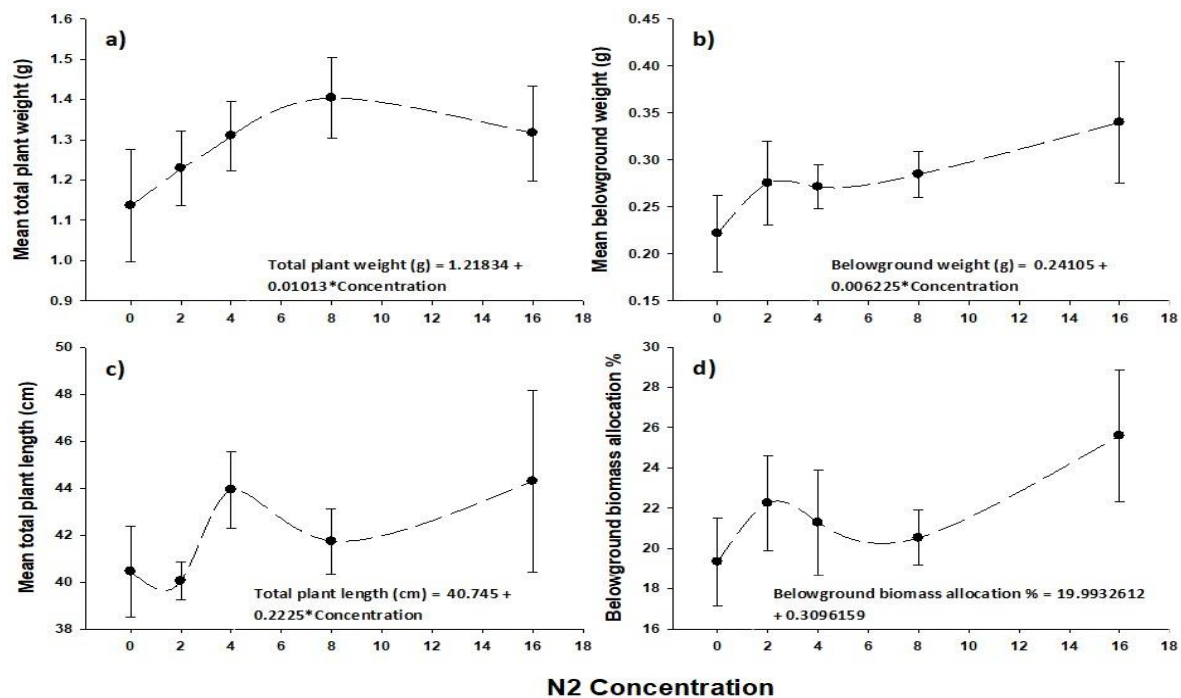 a)
Mean total plant weight (g)
1.6
1.5
1.4
1.3
1.2
1.1
1.0
0.9
Total plant weight (g) = 1.21834 +
0.01013*Concentration
0 2 4 6 8 10 12 14 16 18
b)
Mean belowground weight (g)
0.45
0.40
0.35
0.30
0.25
0.20
0.15
Belowground weight (g) = 0.24105 +
0.006225*Concentration
0 2 4 6 8 10 12 14 16 18
c)
Mean total plant length (cm)
50
48
46
44
42
40
38
Total plant length (cm) = 40.745 +
0.2225*Concentration
0 2 4 6 8 10 12 14 16 18
d)
Belowground biomass allocation %
30
28
26
24
22
20
18
16
Belowground biomass allocation % = 19.9932612
+ 0.3096159
0 2 4 6 8 10 12 14 16 18
N2 Concentration